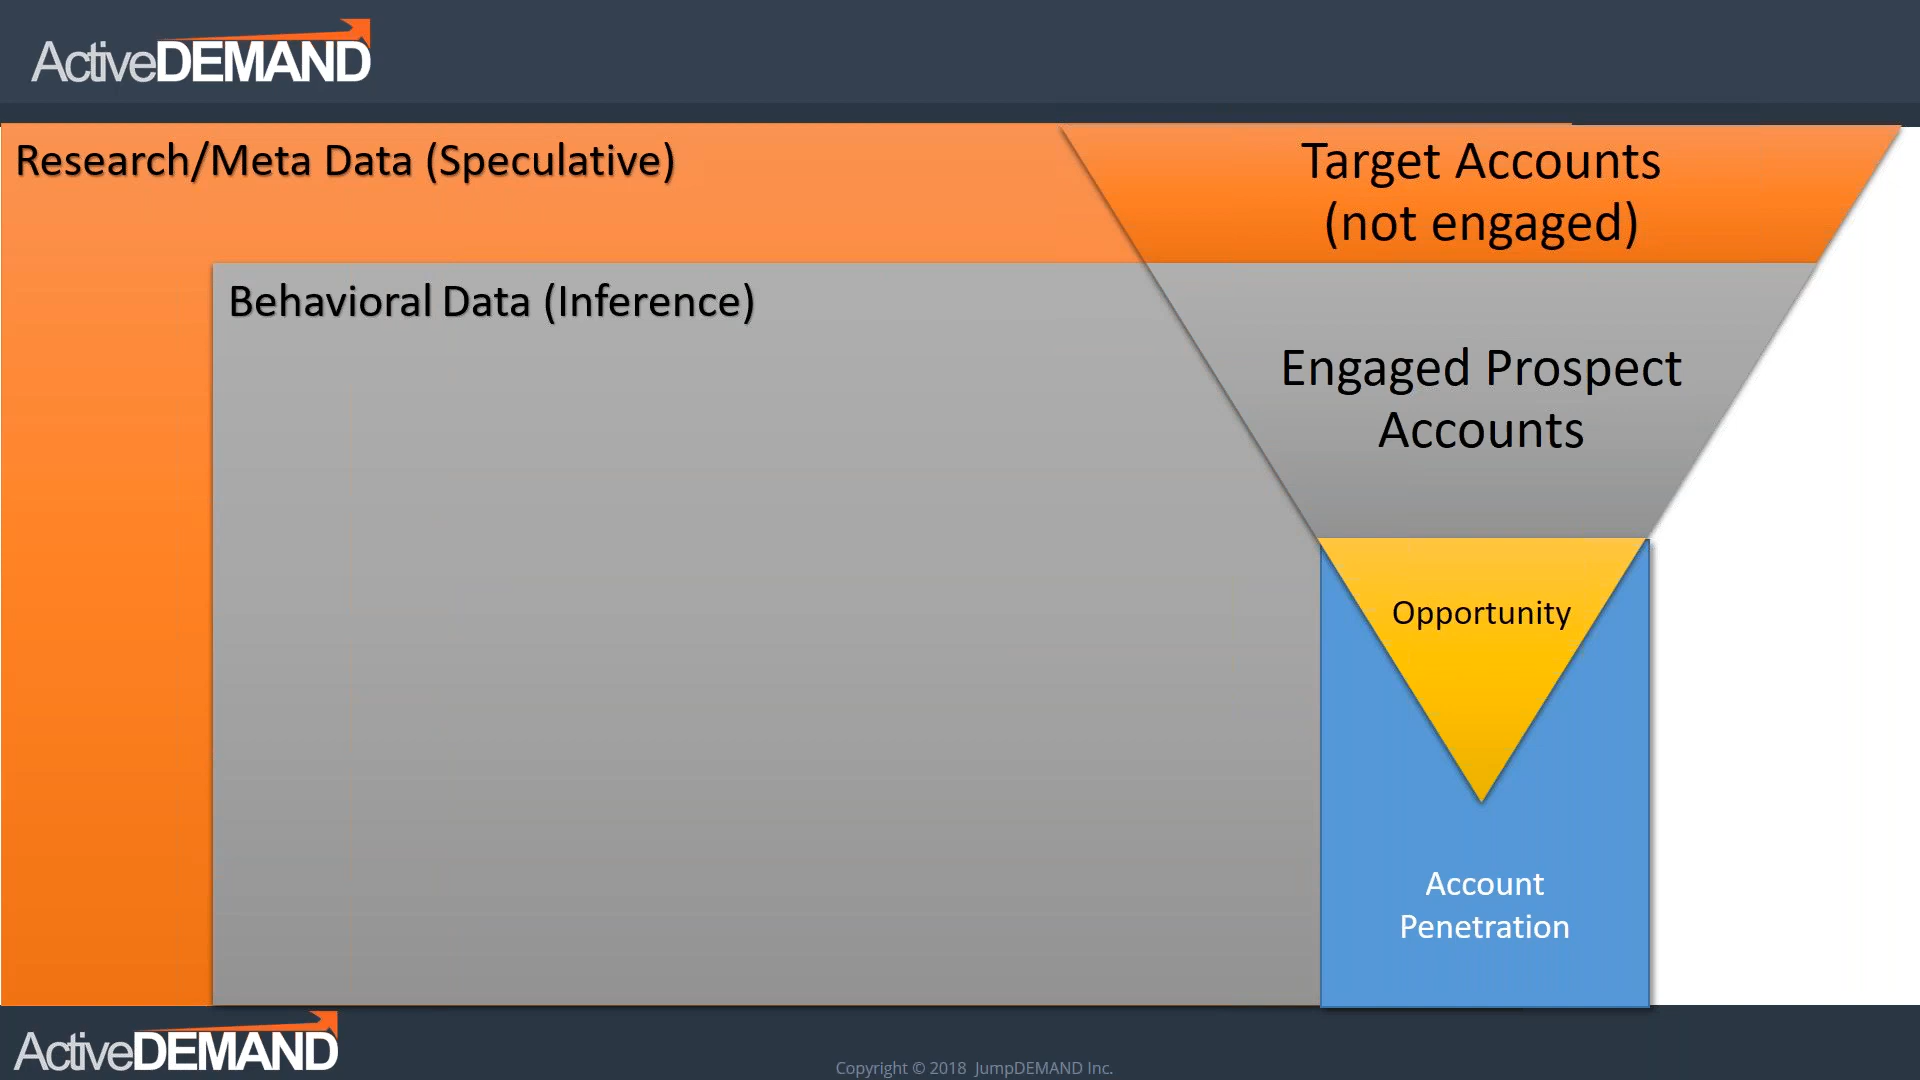 ActiveDEMAND
Research/Meta Data (Speculative)
Target Accounts
(not engaged)
Behavioral Data (Inference)
Engaged Prospect
Accounts
Opportunity
Account
Penetration
ActiveDEMAND
Copyright © 2018 JumpDEMAND Inc.